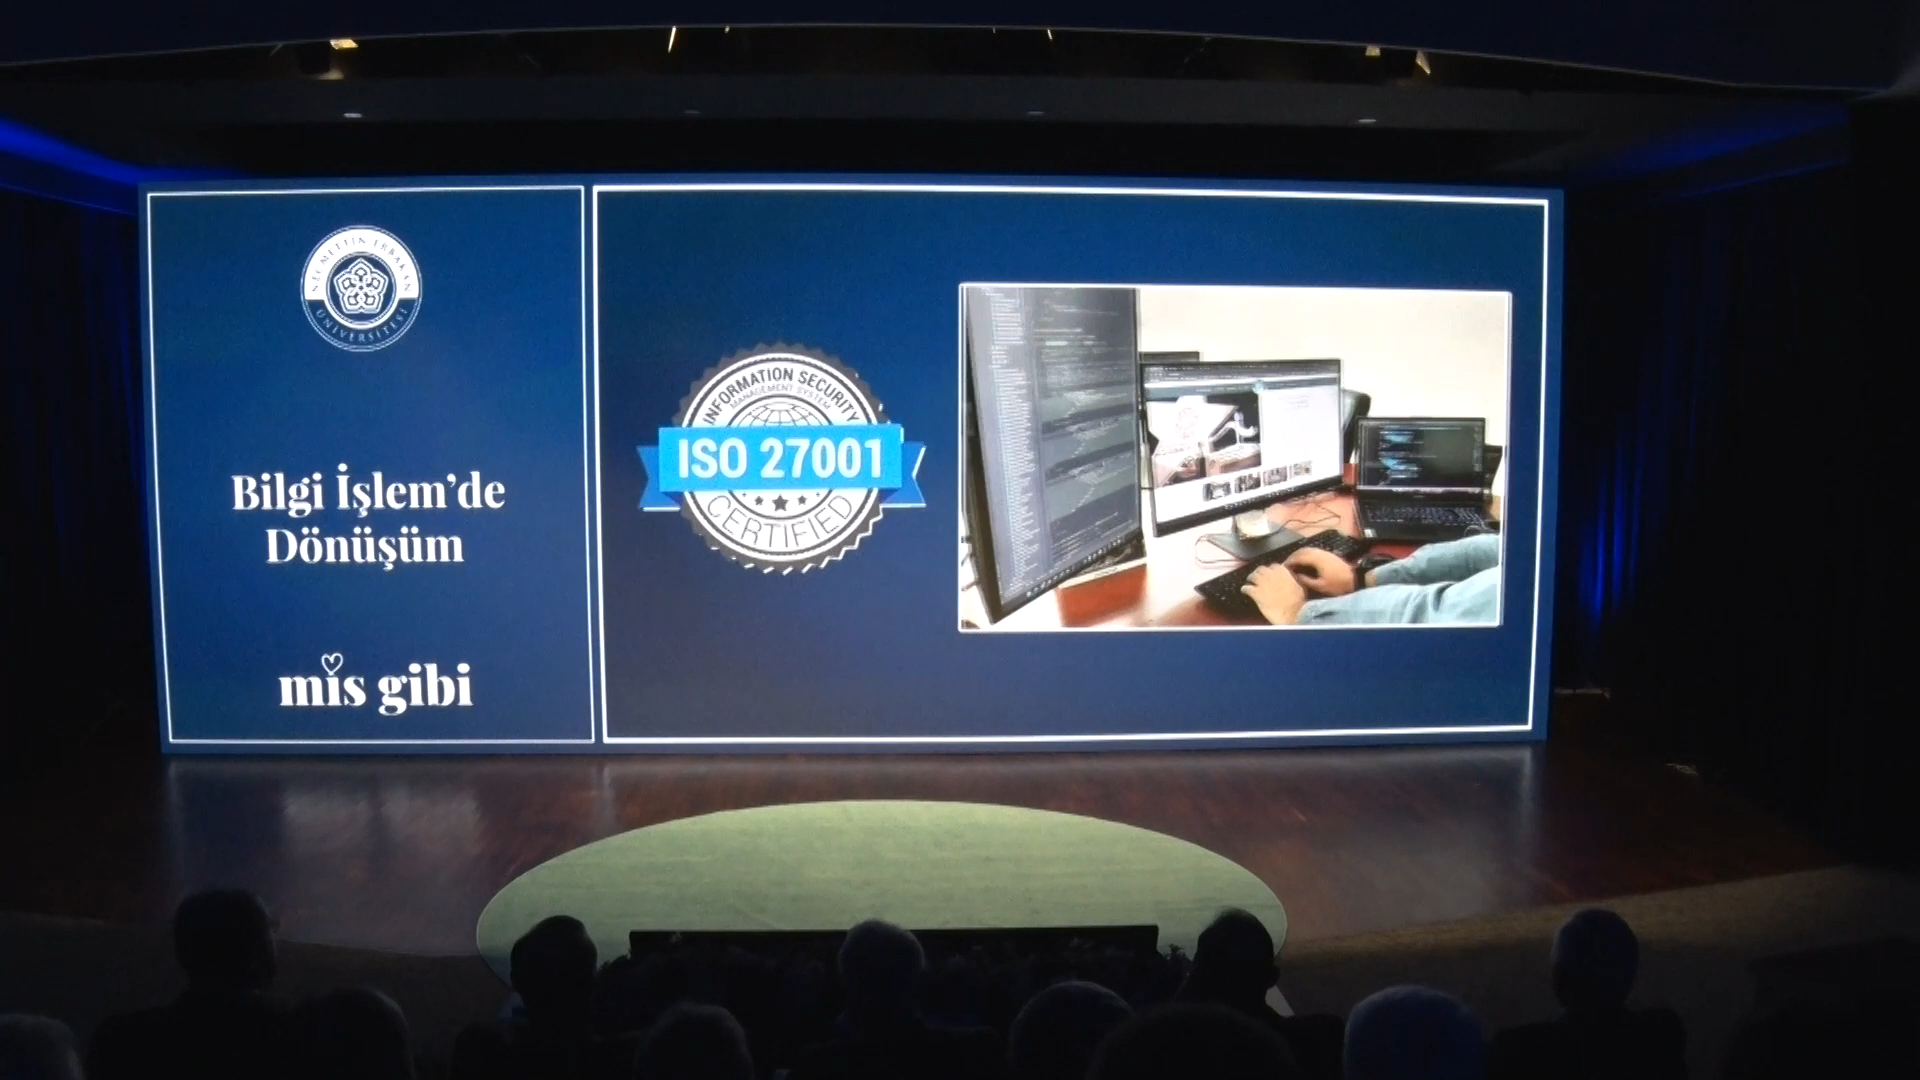 NECMETTİN ERBAKAN
ÜNİVERSİTESİ
Bilgi İşlem’de
Dönüşüm
mis gibi
INFORMATION SECURITY
MANAGEMENT SYSTEM
ISO 27001
CERTIFIED